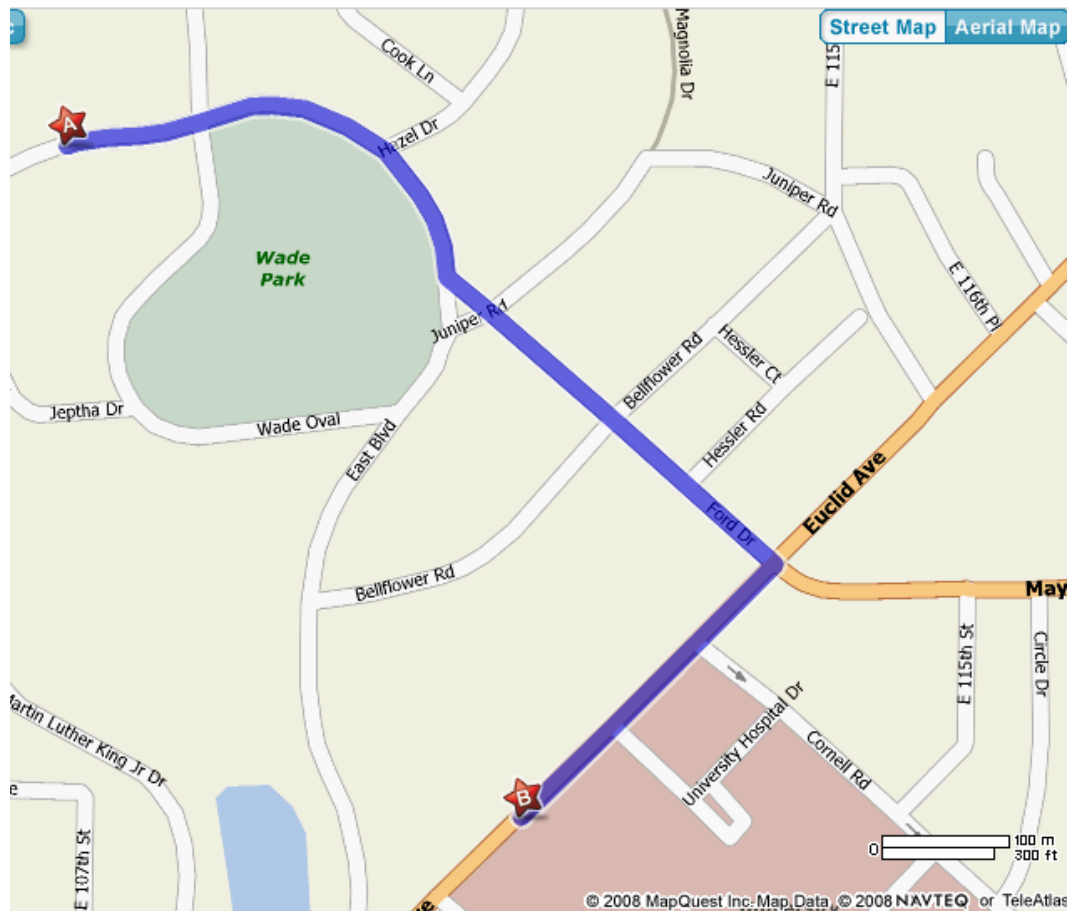 Street Map
Aerial Map
A
Cook Ln
Magnolia Dr
E 115
Hazel Dr
Juniper Rd
Wade
Park
E 116th Pl
Juniper Rd
Bellflower Rd
Hessler Ct
Jeptha Dr
Wade Oval
East Blvd
Hessler Rd
Euclid Ave
Ford Dr
Bellflower Rd
May
E 115th St
Circle Dr
University Hospital Dr
Cornell Rd
Martin Luther King Jr Dr
B
e
E 107th St
0
100 m
300 ft
ve
© 2008 MapQuest Inc. Map Data © 2008 NAVTEQ or TeleAtlas